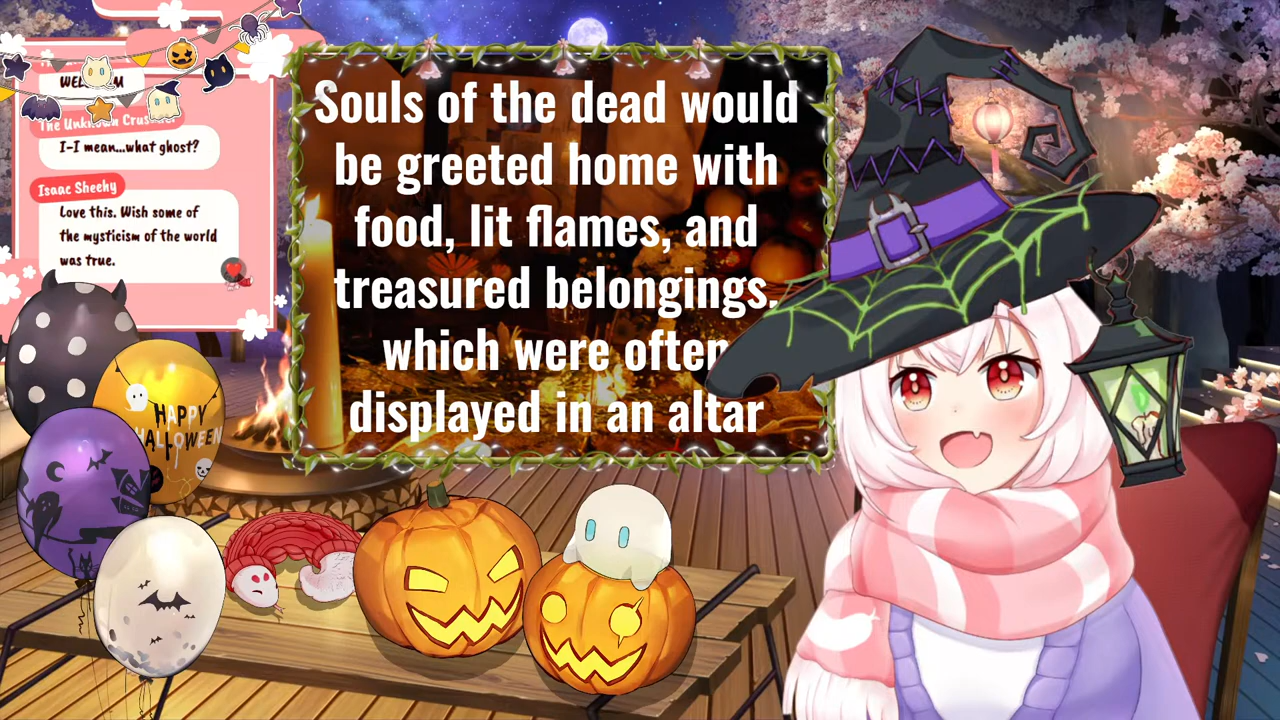 The Unknown Crusader
I-I mean...what ghost?
Isaac Sheehy
Love this. Wish some of
the mysticism of the world
was true.
Souls of the dead would
be greeted home with
food, lit flames, and
treasured belongings.
which were often
displayed in an altar
HAPPY
HALLOWEEN